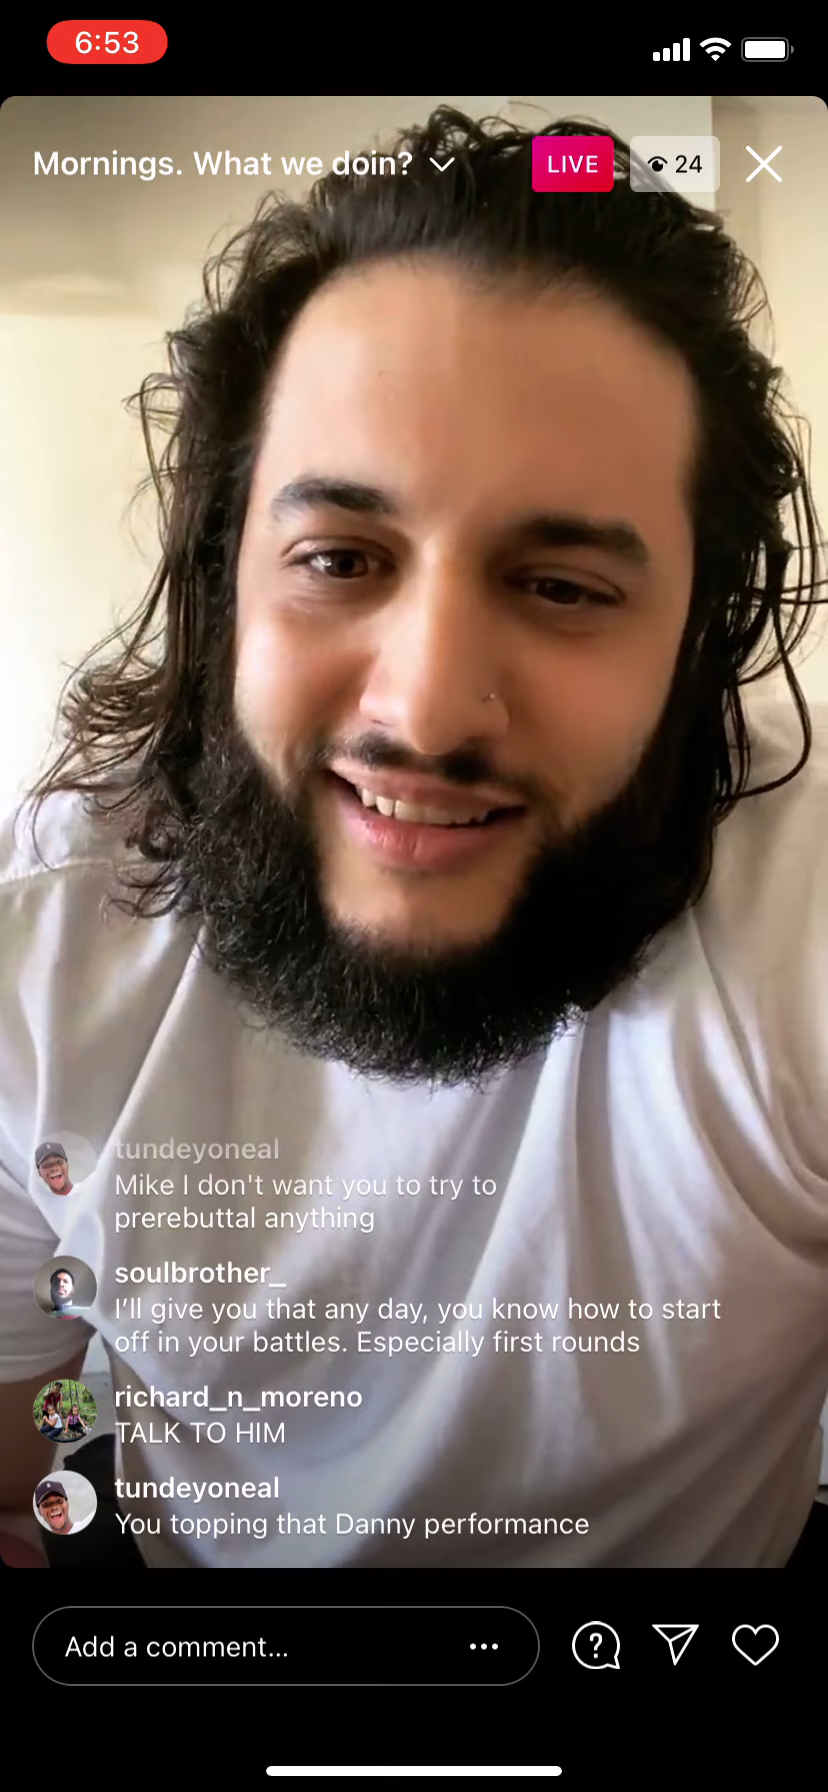 6:53
Mornings. What we doin?
LIVE
24
tundeyoneal
Mike I don't want you to try to
prerebuttal anything
soulbrother_
I’ll give you that any day, you know how to start
off in your battles. Especially first rounds
richard_n_moreno
TALK TO HIM
tundeyoneal
You topping that Danny performance
Add a comment...